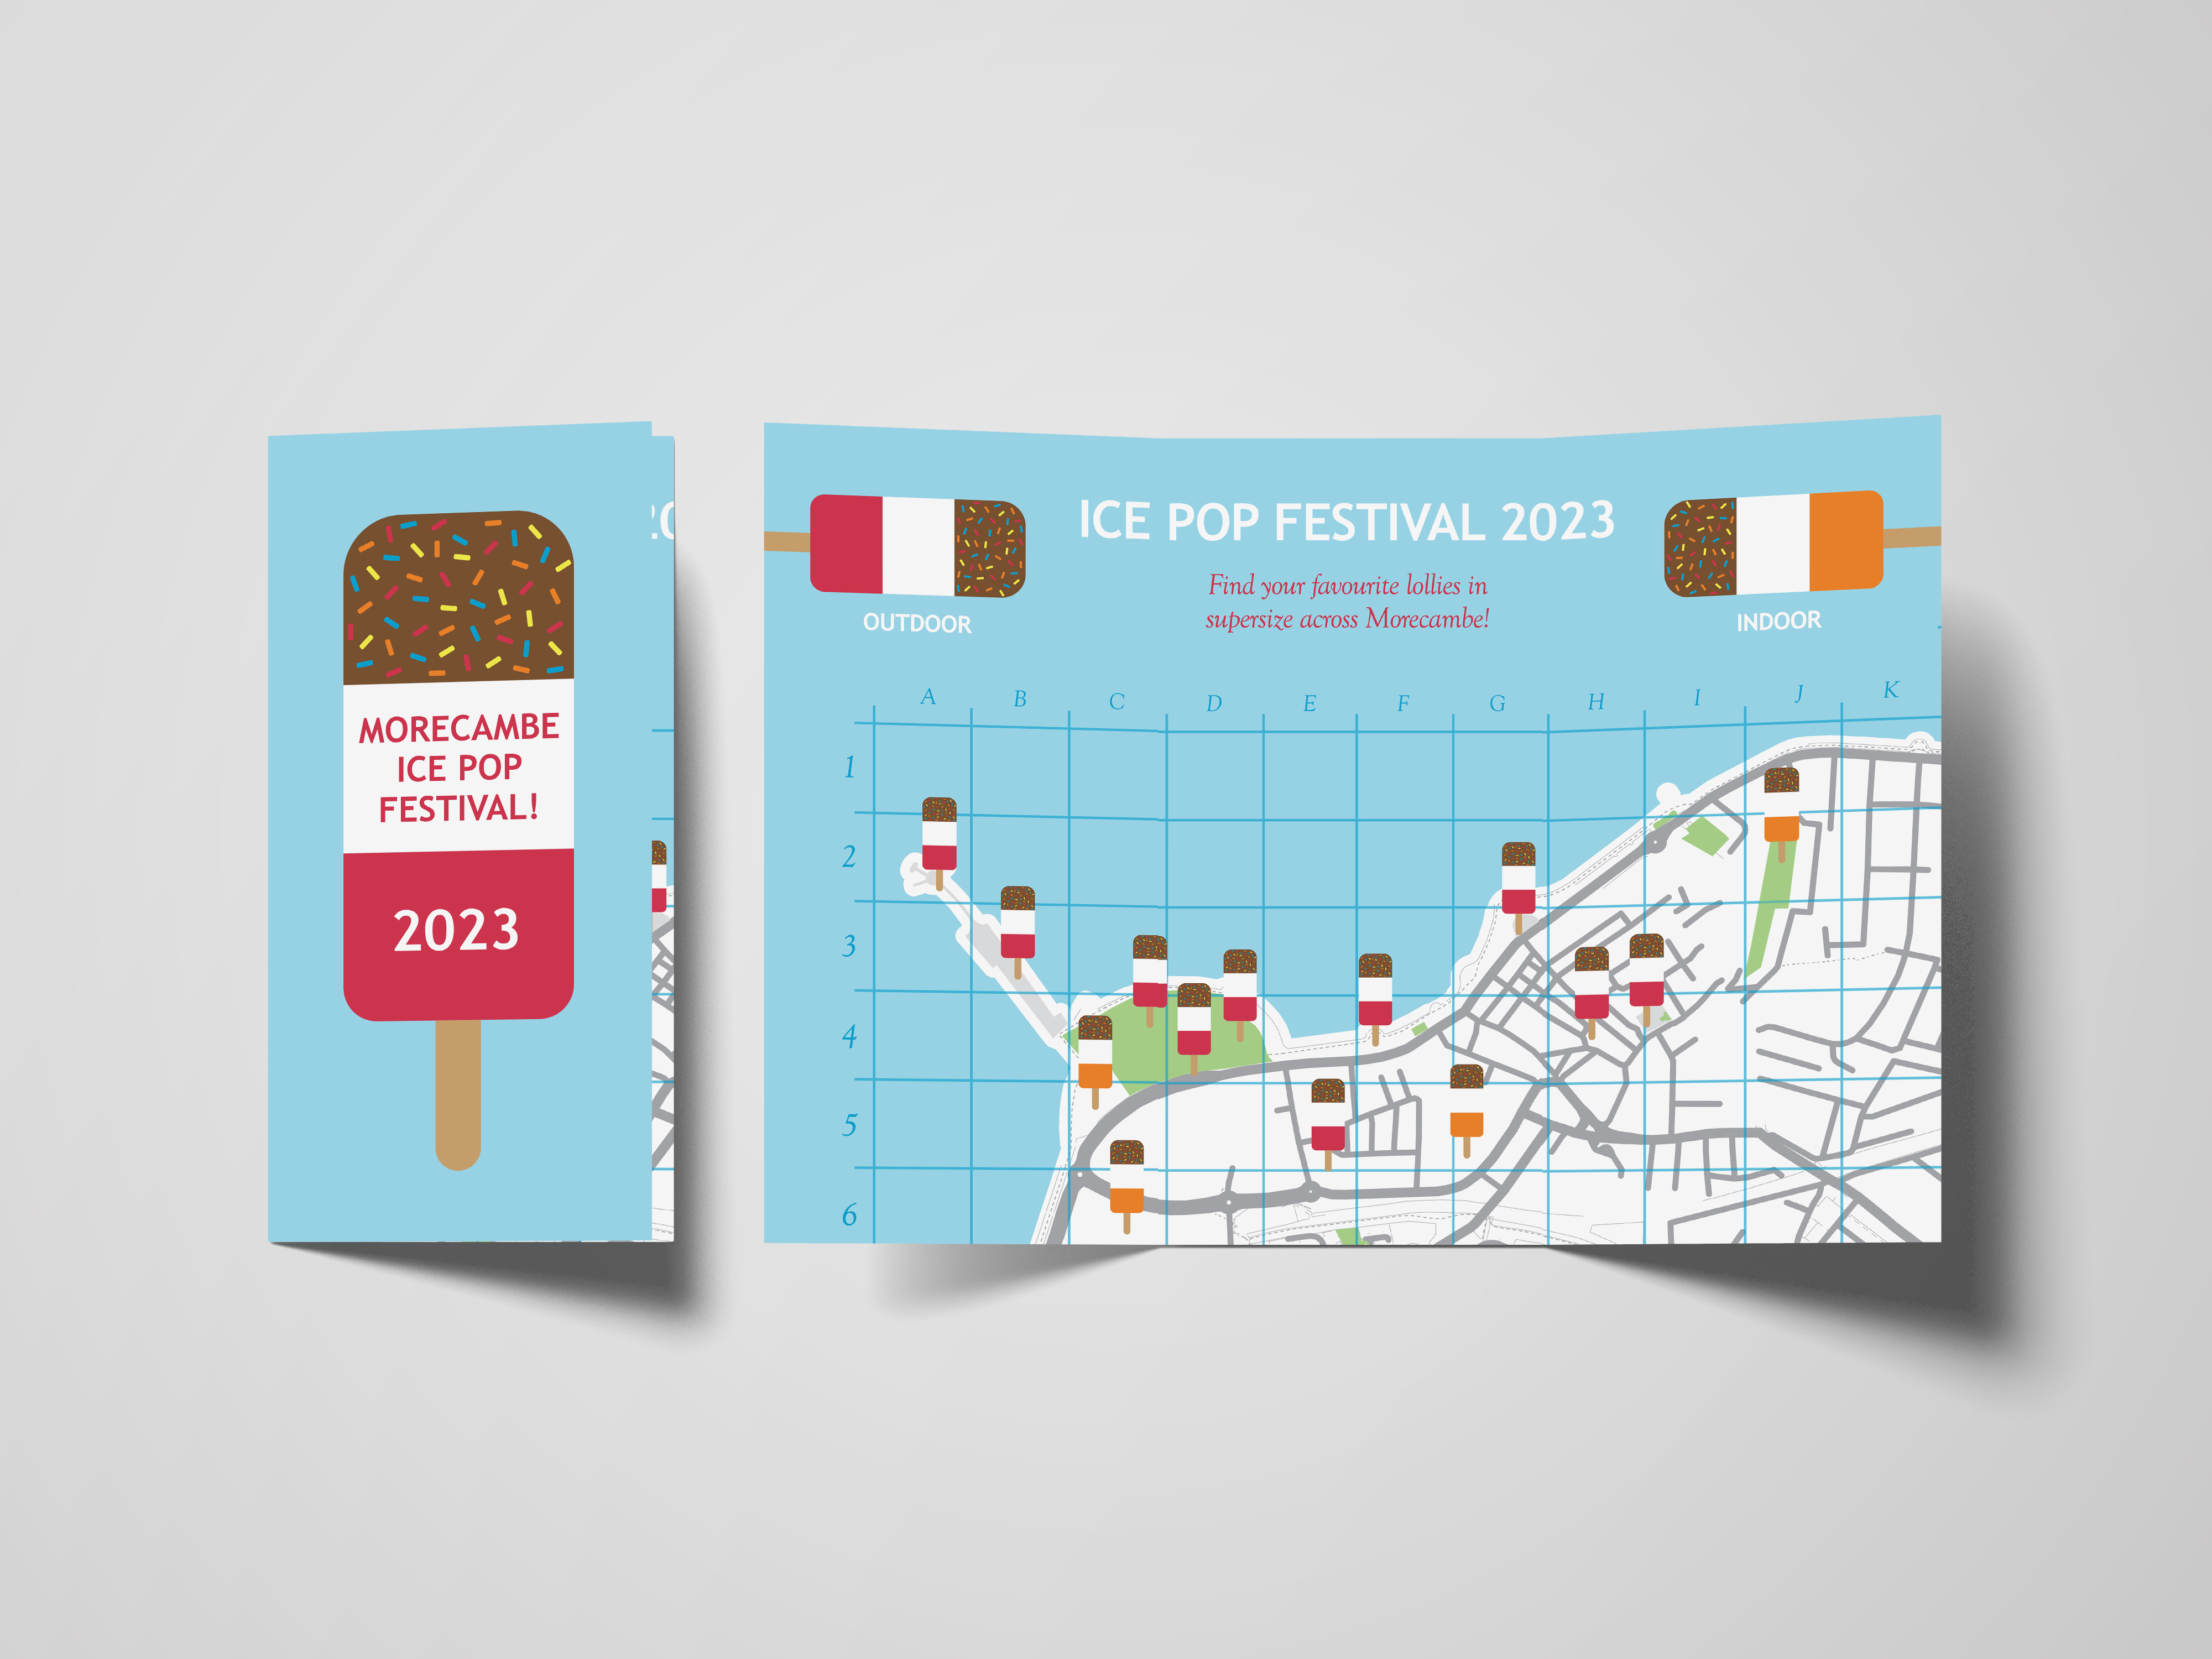 MORECAMBE
ICE POP
FESTIVAL!
2023
20
ICE POP FESTIVAL 2023
Find your favourite lollies in
supersize across Morecambe!
OUTDOOR
INDOOR
A B C D E F G H I J K
1
2
3
4
5
6